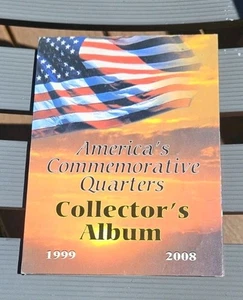 America's
Commemorative
Quarters
Collector's
Album
1999 2008